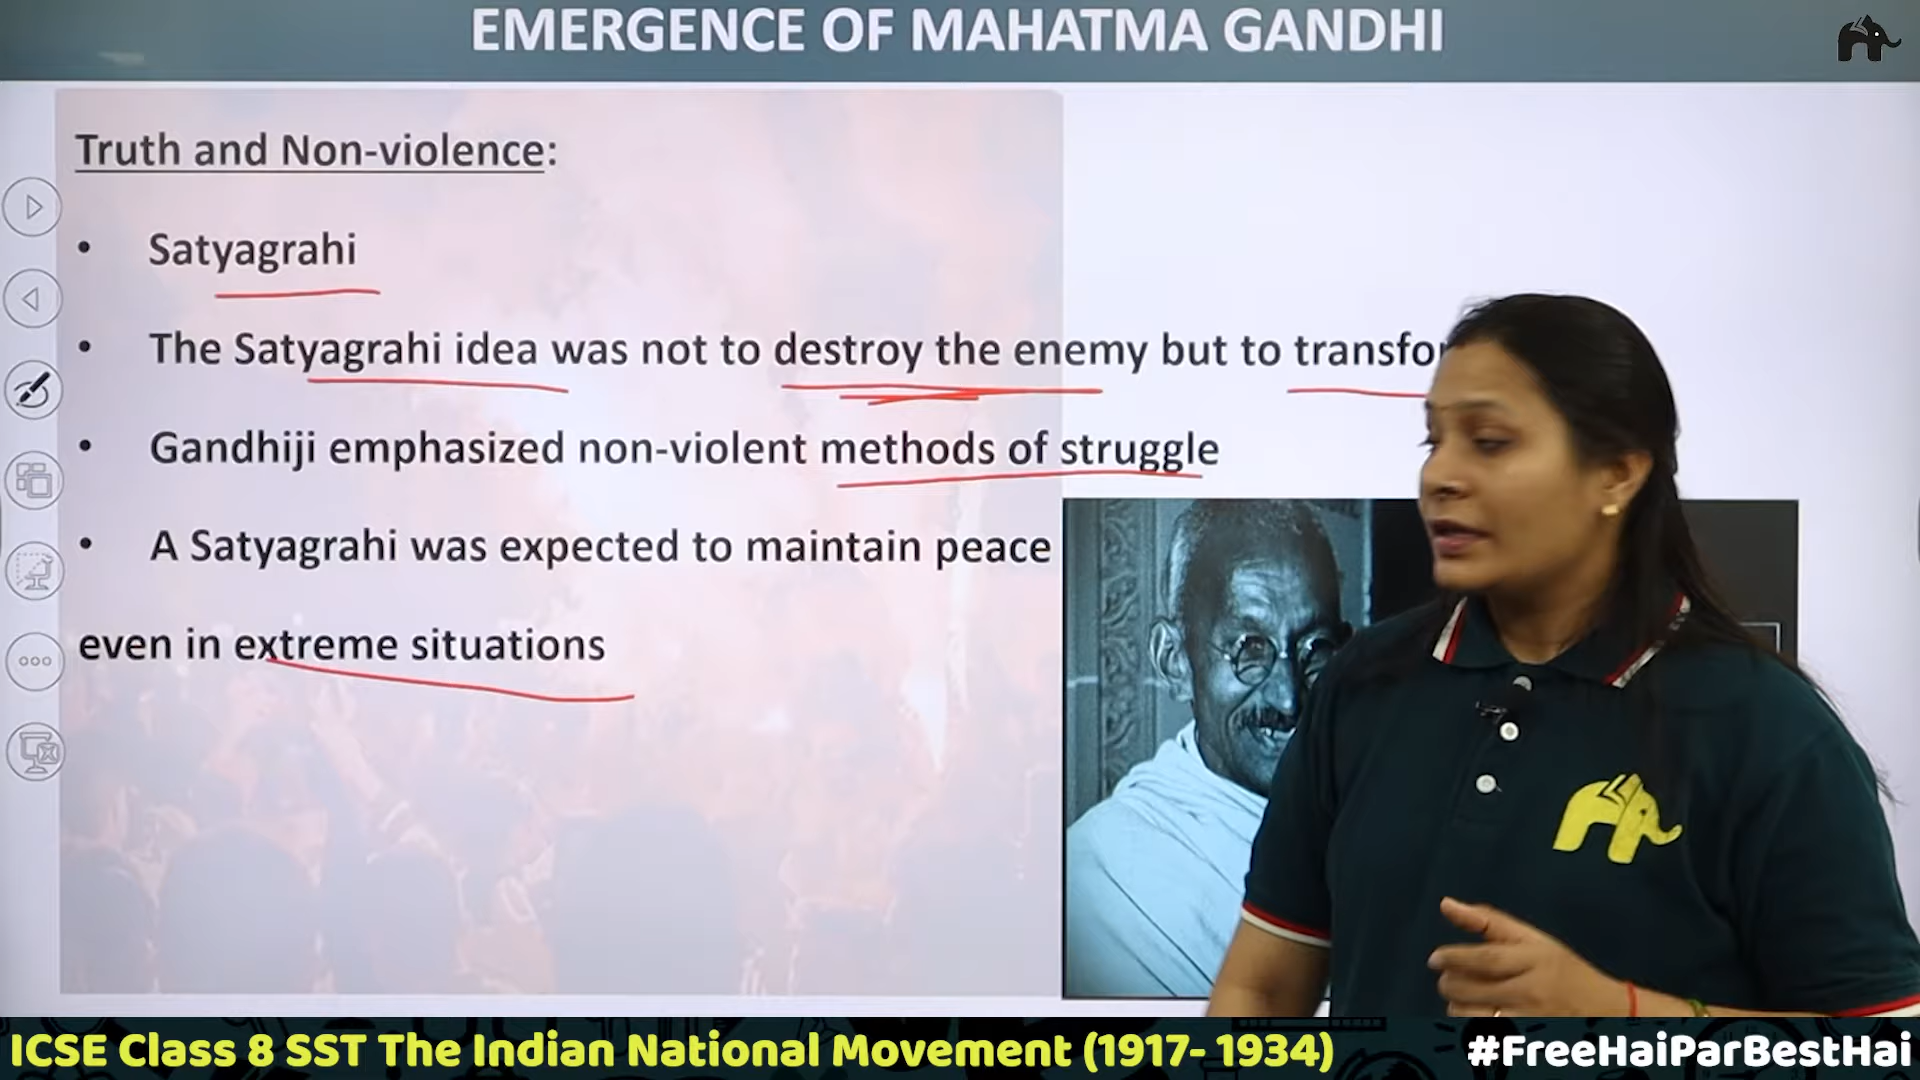 EMERGENCE OF MAHATMA GANDHI
Truth and Non-violence:
• Satyagrahi
• The Satyagrahi idea was not to destroy the enemy but to transfo
• Gandhiji emphasized non-violent methods of struggle
• A Satyagrahi was expected to maintain peace
even in extreme situations
ICSE Class 8 SST The Indian National Movement (1917- 1934)
#FreeHaiParBestHai